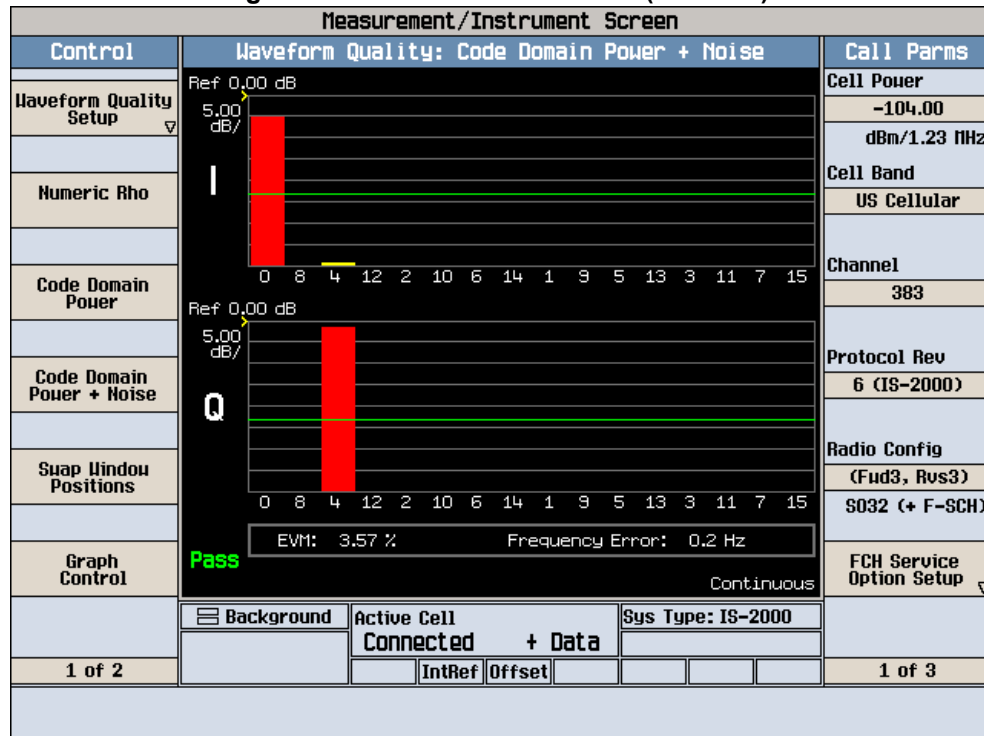 Measurement/Instrument Screen
Control
Waveform Quality: Code Domain Power + Noise
Call Parms
Waveform Quality
Setup
Numeric Rho
Code Domain
Power
Code Domain
Power + Noise
Swap Window
Positions
Graph
Control
1 of 2
Ref 0.00 dB
5.00
dB/
I
0 8 4 12 2 10 6 14 1 9 5 13 3 11 7 15
Ref 0.00 dB
5.00
dB/
Q
0 8 4 12 2 10 6 14 1 9 5 13 3 11 7 15
EVM: 3.57 % Frequency Error: 0.2 Hz
Pass
Continuous
Background
Active Cell
Connected + Data
Sys Type: IS-2000
IntRef Offset
Cell Power
-104.00
dBm/1.23 MHz
Cell Band
US Cellular
Channel
383
Protocol Rev
6 (IS-2000)
Radio Config
(Fwd3, Rvs3)
SO32 (+ F-SCH)
FCH Service
Option Setup
1 of 3